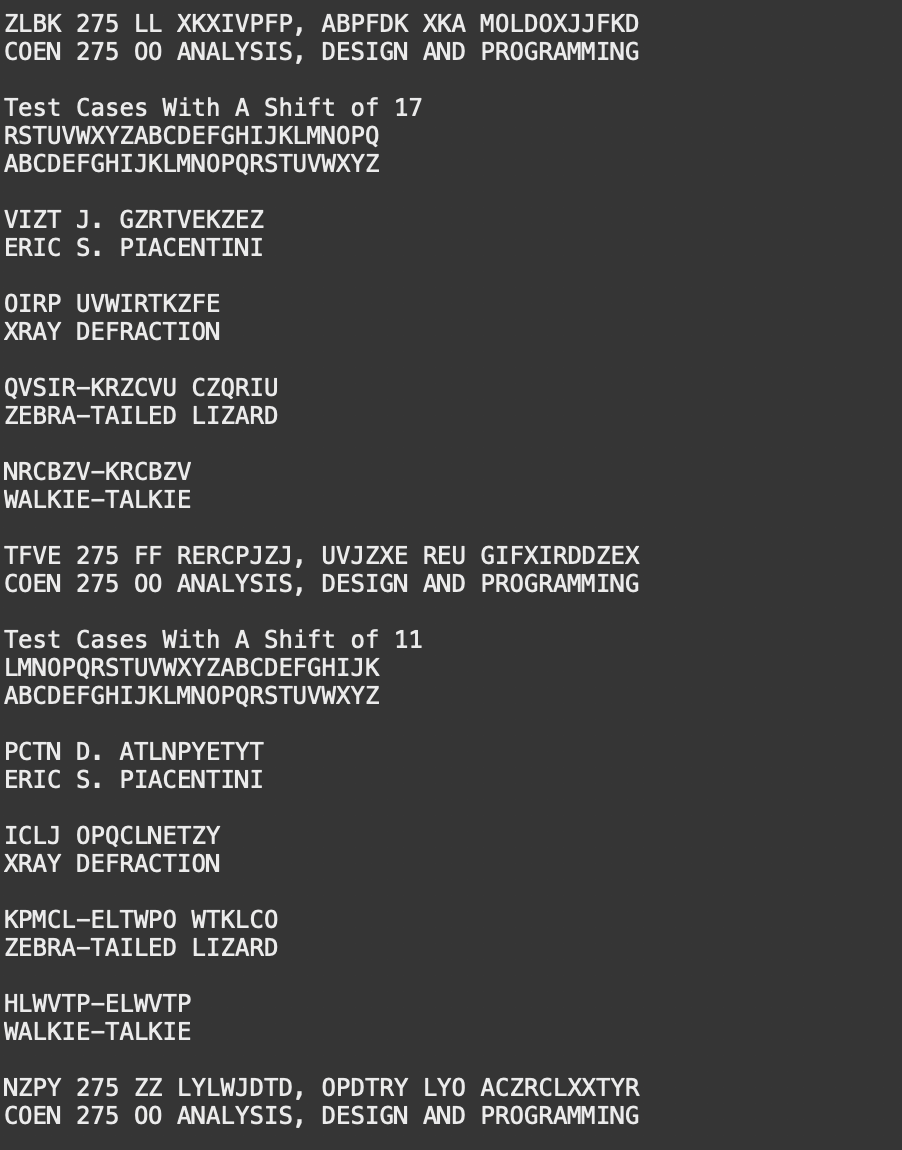 ZLBK 275 LL XKXIVPFP, ABPFDK XKA MOLDOXJJFKD
COEN 275 OO ANALYSIS, DESIGN AND PROGRAMMING
Test Cases With A Shift of 17
RSTUVWXYZABCDEFGHIJKLMNOPQ
ABCDEFGHIJKLMNOPQRSTUVWXYZ
VIZT J. GZRTVEKZEZ
ERIC S. PIACENTINI
OIRP UVWIRTKZFE
XRAY DEFRACTION
QVSIR-KRZCVU CZQRIU
ZEBRA-TAILED LIZARD
NRCBZV-KRCBZV
WALKIE-TALKIE
TFVE 275 FF RERCPJZJ, UVJZXE REU GIFXIRDDZEX
COEN 275 OO ANALYSIS, DESIGN AND PROGRAMMING
Test Cases With A Shift of 11
LMNOPQRSTUVWXYZABCDEFGHIJK
ABCDEFGHIJKLMNOPQRSTUVWXYZ
PCTN D. ATLNPYETYT
ERIC S. PIACENTINI
ICLJ OPQCLNETZY
XRAY DEFRACTION
KPMCL-ELTWPO WTKLCO
ZEBRA-TAILED LIZARD
HLWVTP-ELWVTP
WALKIE-TALKIE
NZPY 275 ZZ LYLWJDTD, OPDTRY LYO ACZRCLXXTYR
COEN 275 OO ANALYSIS, DESIGN AND PROGRAMMING